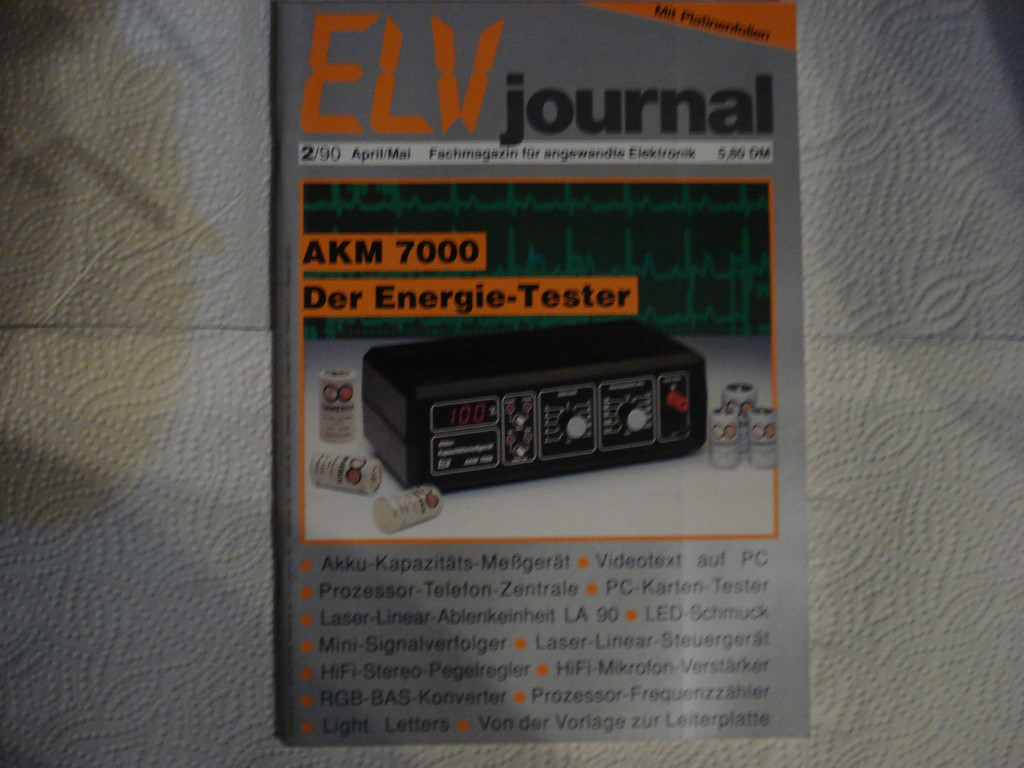 Mit Platinenfolien
ELV journal
2/90 April/Mai Fachmagazin für angewandte Elektronik 5,80 DM
AKM 7000
Der Energie-Tester
100 %
ELV AKM 7000
• Akku-Kapazitäts-Meßgerät • Videotext auf PC
• Prozessor-Telefon-Zentrale • PC-Karten-Tester
• Laser-Linear-Ablenkeinheit LA 90 • LED-Schmuck
• Mini-Signalverfolger • Laser-Linear-Steuergerät
• HiFi-Stereo-Pegelregler • HiFi-Mikrofon-Verstärker
• RGB-BAS-Konverter • Prozessor-Frequenzzähler
• Light Letters • Von der Vorlage zur Leiterplatte